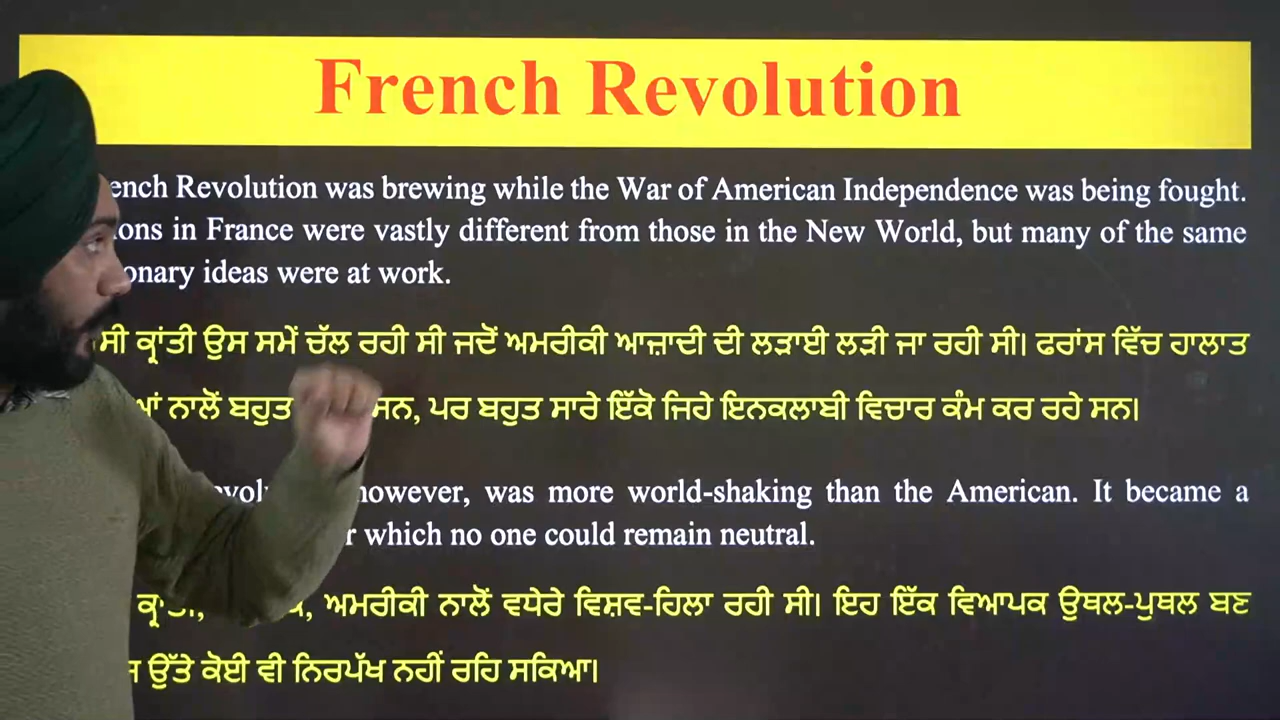 French Revolution
Revolution was brewing while the War of American Independence was being fought.
in France were vastly different from those in the New World, but many of the same
ideas were at work.
ਕ੍ਰਾਂਤੀ ਉਸ ਸਮੇਂ ਚੱਲ ਰਹੀ ਸੀ ਜਦੋਂ ਅਮਰੀਕੀ ਆਜ਼ਾਦੀ ਦੀ ਲੜਾਈ ਲੜੀ ਜਾ ਰਹੀ ਸੀ। ਫਰਾਂਸ ਵਿੱਚ ਹਾਲਾਤ
ਨਾਲੋਂ ਬਹੁਤ ਸਨ, ਪਰ ਬਹੁਤ ਸਾਰੇ ਇੱਕੋ ਜਿਹੇ ਇਨਕਲਾਬੀ ਵਿਚਾਰ ਕੰਮ ਕਰ ਰਹੇ ਸਨ।
however, was more world-shaking than the American. It became a
which no one could remain neutral.
ਅਮਰੀਕੀ ਨਾਲੋਂ ਵਧੇਰੇ ਵਿਸ਼ਵ-ਹਿਲਾ ਰਹੀ ਸੀ। ਇਹ ਇੱਕ ਵਿਆਪਕ ਉਥਲ-ਪੁਥਲ ਬਣ
ਉੱਤੇ ਕੋਈ ਵੀ ਨਿਰਪੱਖ ਨਹੀਂ ਰਹਿ ਸਕਿਆ।